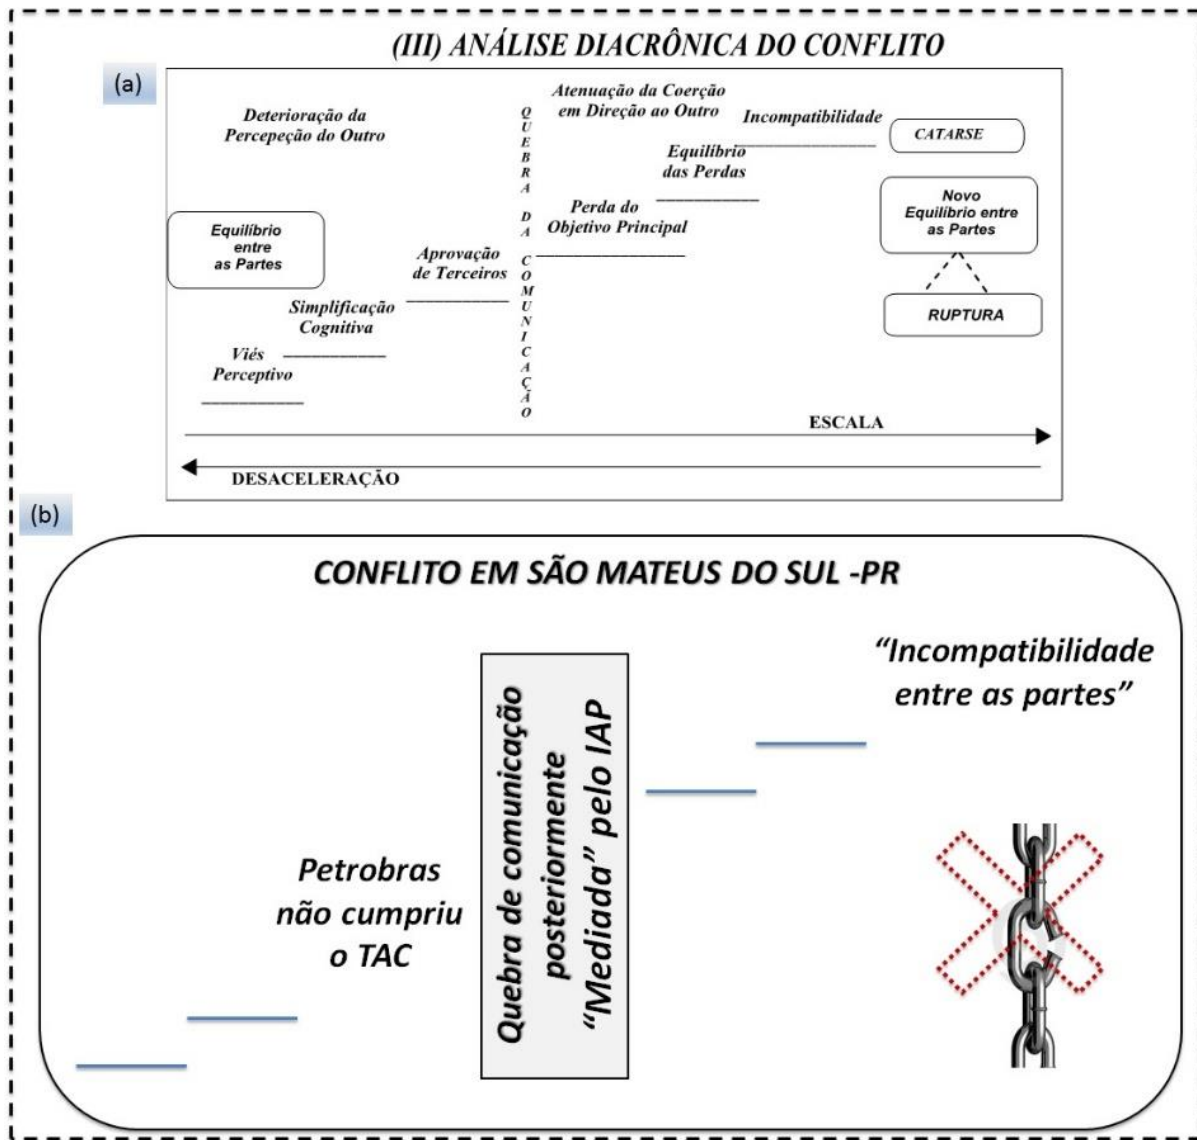 (III) ANÁLISE DIACRÔNICA DO CONFLITO
(a)
Deterioração da
Percepeção do Outro
Equilíbrio
entre
as Partes
Viés
Perceptivo
Simplificação
Cognitiva
Aprovação
de Terceiros
QUEBRA DA COMUNICAÇÃO
Atenuação da Coerção
em Direção ao Outro
Perda do
Objetivo Principal
Equilíbrio
das Perdas
Incompatibilidade
CATARSE
Novo
Equilíbrio entre
as Partes
RUPTURA
ESCALA
DESACELERAÇÃO
(b)
CONFLITO EM SÃO MATEUS DO SUL -PR
Petrobras
não cumpriu
o TAC
Quebra de comunicação
posteriormente
“Mediada” pelo IAP
“Incompatibilidade
entre as partes”